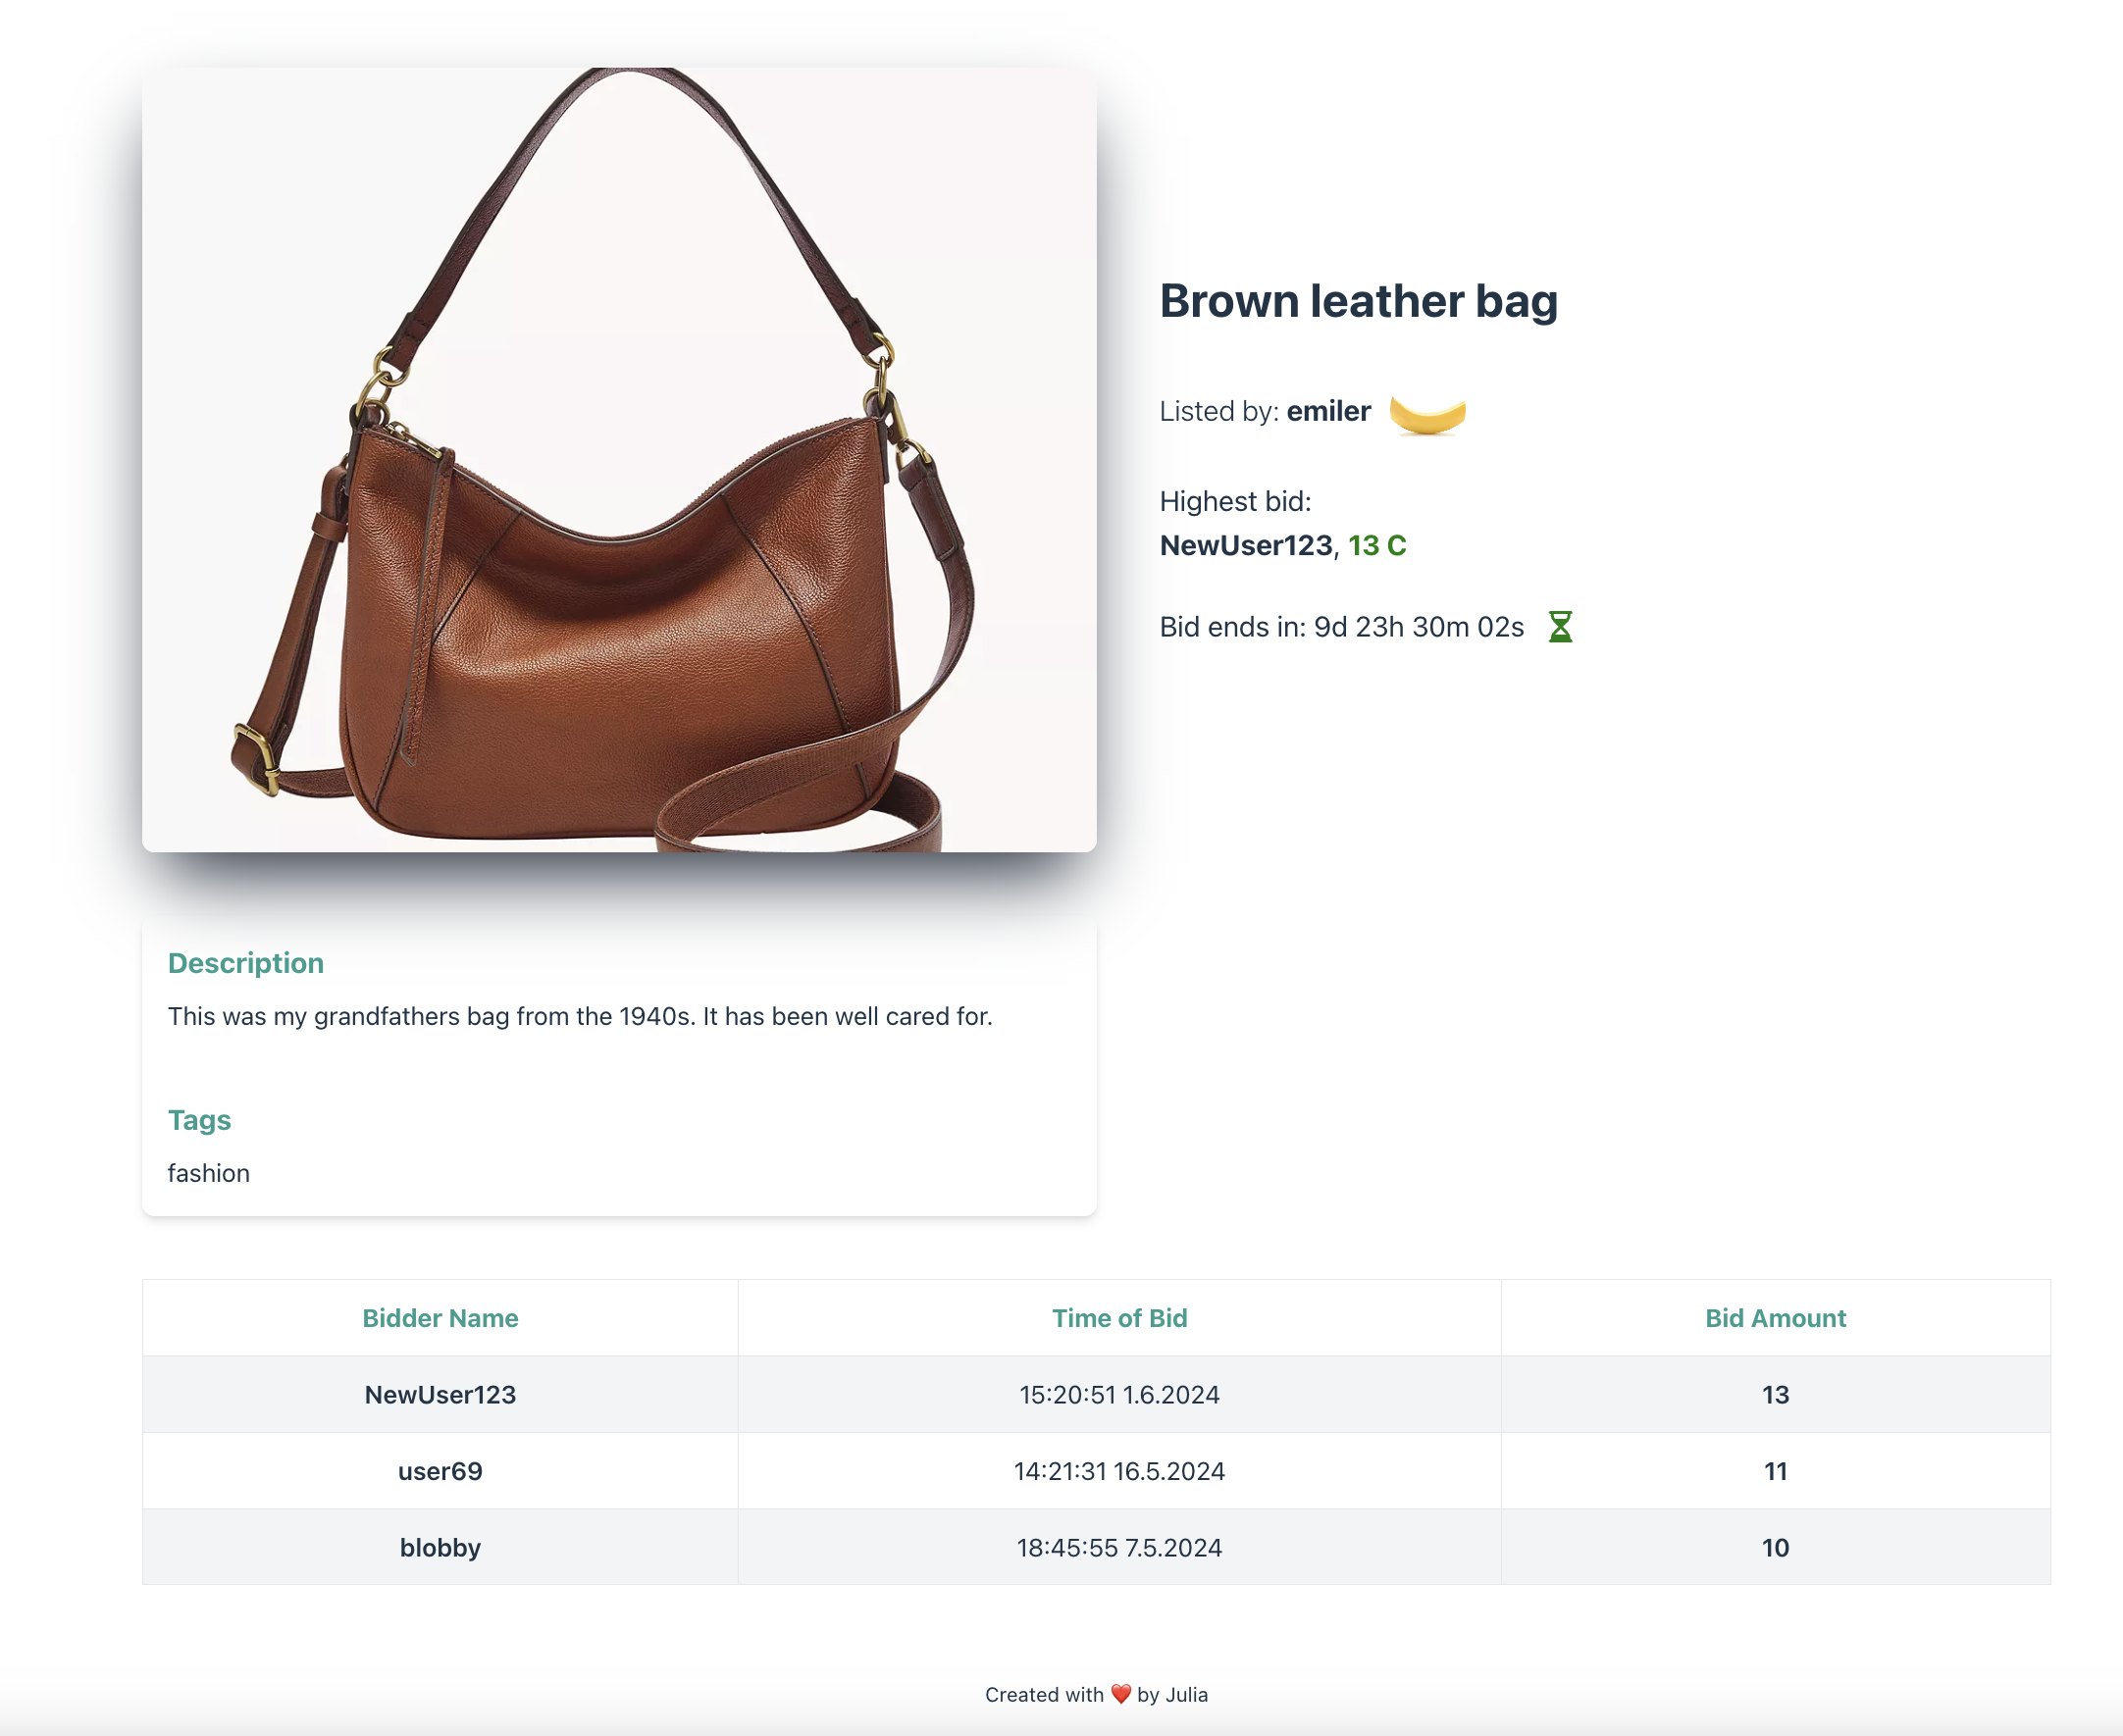 Brown leather bag
Listed by: emiler
Highest bid:
NewUser123, 13 C
Bid ends in: 9d 23h 30m 02s
Description
This was my grandfathers bag from the 1940s. It has been well cared for.
Tags
fashion
Bidder Name Time of Bid Bid Amount
NewUser123 15:20:51 1.6.2024 13
user69 14:21:31 16.5.2024 11
blobby 18:45:55 7.5.2024 10
Created with ❤️ by Julia